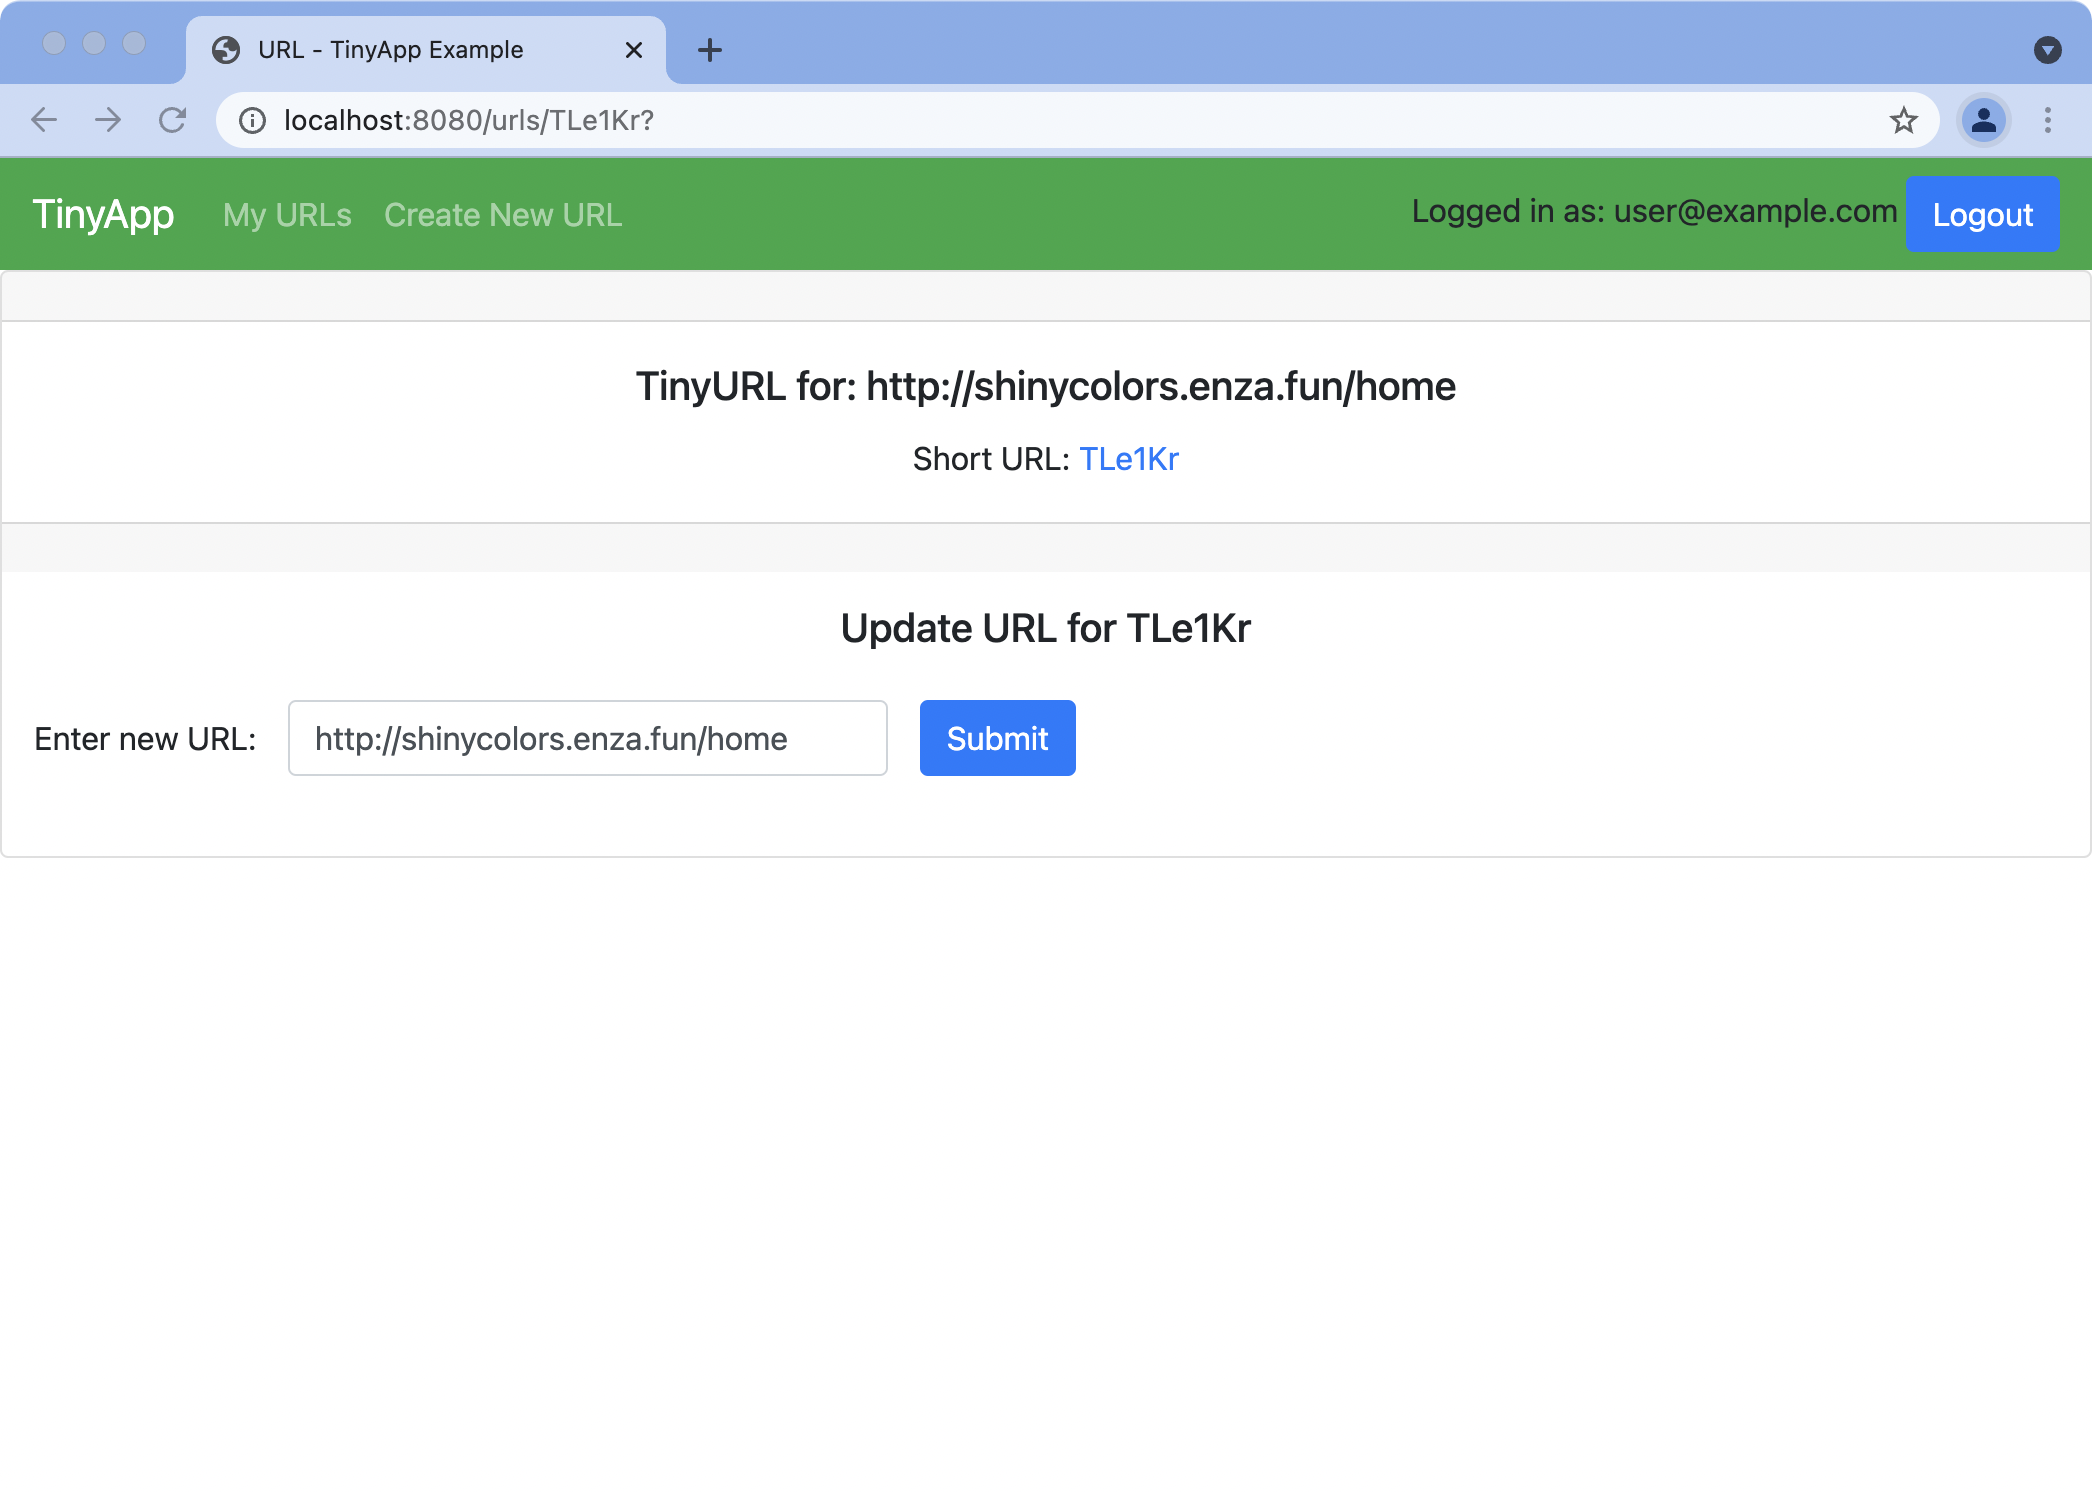 URL - TinyApp Example
localhost:8080/urls/TLe1Kr?
TinyApp My URLs Create New URL Logged in as: user@example.com Logout
TinyURL for: http://shinycolors.enza.fun/home
Short URL: TLe1Kr
Update URL for TLe1Kr
Enter new URL: http://shinycolors.enza.fun/home Submit